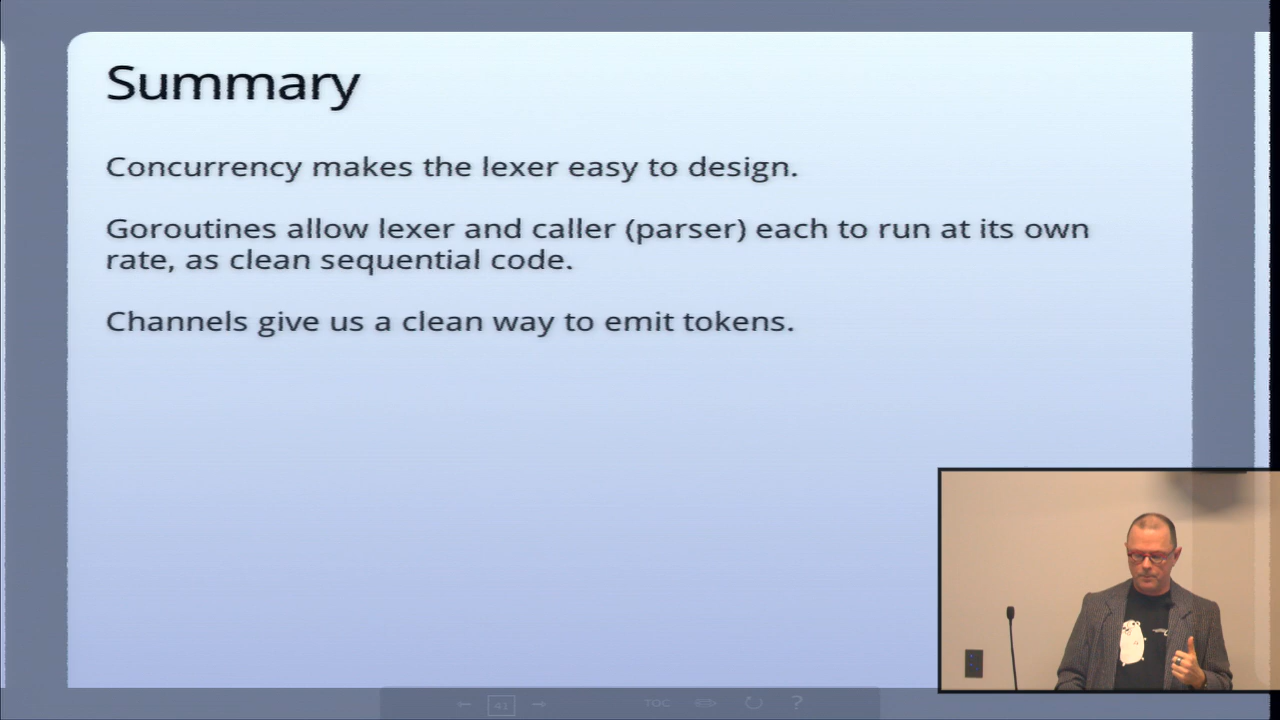 Summary
Concurrency makes the lexer easy to design.
Goroutines allow lexer and caller (parser) each to run at its own
rate, as clean sequential code.
Channels give us a clean way to emit tokens.
41
TOC
?